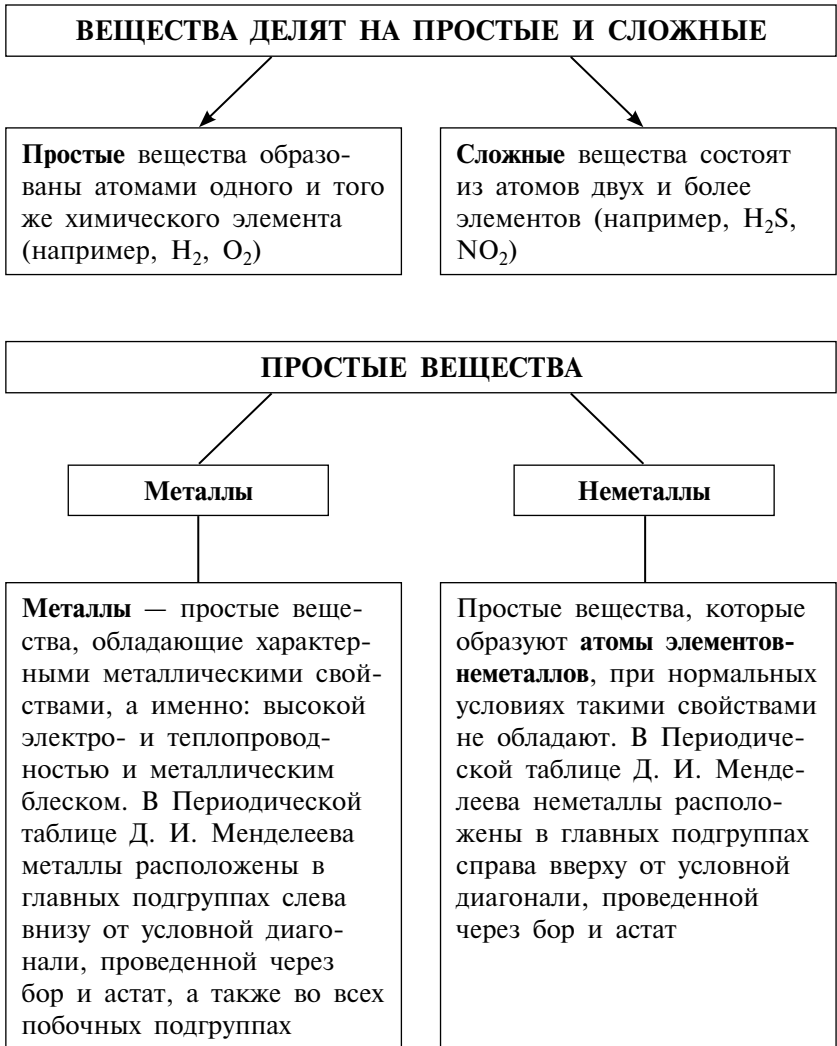 ВЕЩЕСТВА ДЕЛЯТ НА ПРОСТЫЕ И СЛОЖНЫЕ
Простые вещества образо-
ваны атомами одного и того
же химического элемента
(например, H₂, O₂)
Сложные вещества состоят
из атомов двух и более
элементов (например, H₂S,
NO₂)
ПРОСТЫЕ ВЕЩЕСТВА
Металлы
Неметаллы
Металлы — простые веще-
ства, обладающие характер-
ными металлическими свой-
ствами, а именно: высокой
электро- и теплопровод-
ностью и металлическим
блеском. В Периодической
таблице Д. И. Менделеева
металлы расположены в
главных подгруппах слева
внизу от условной диаго-
нали, проведенной через
бор и астат, а также во всех
побочных подгруппах
Простые вещества, которые
образуют атомы элементов-
неметаллов, при нормальных
условиях такими свойствами
не обладают. В Периодиче-
ской таблице Д. И. Менде-
леева неметаллы располо-
жены в главных подгруппах
справа вверху от условной
диагонали, проведенной
через бор и астат